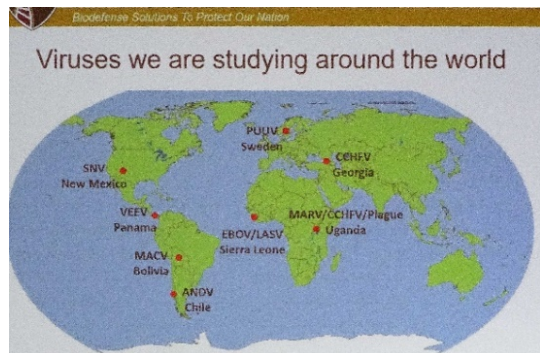 Biodefense Solutions To Protect Our Nation
Viruses we are studying around the world
PUUV
Sweden
CCHFV
Georgia
SNV
New Mexico
VEEV
Panama
EBOV/LASV
Sierra Leone
MARV/CCHFV/Plague
Uganda
MACV
Bolivia
ANDV
Chile